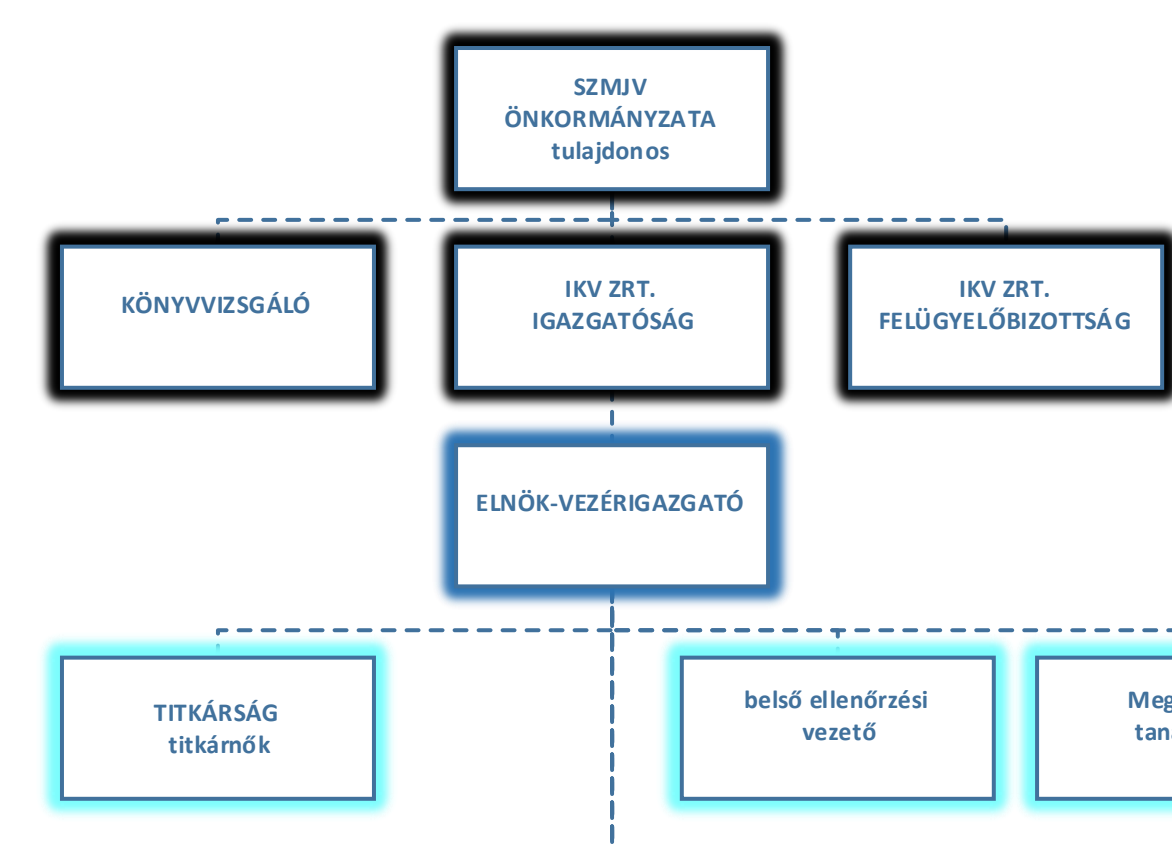 SZMJV
ÖNKORMÁNYZATA
tulajdonos
KÖNYVVIZSGÁLÓ
IKV ZRT.
IGAZGATÓSÁG
IKV ZRT.
FELÜGYELŐBIZOTTSÁG
ELNÖK-VEZÉRIGAZGATÓ
TITKÁRSÁG
titkárnők
belső ellenőrzési
vezető